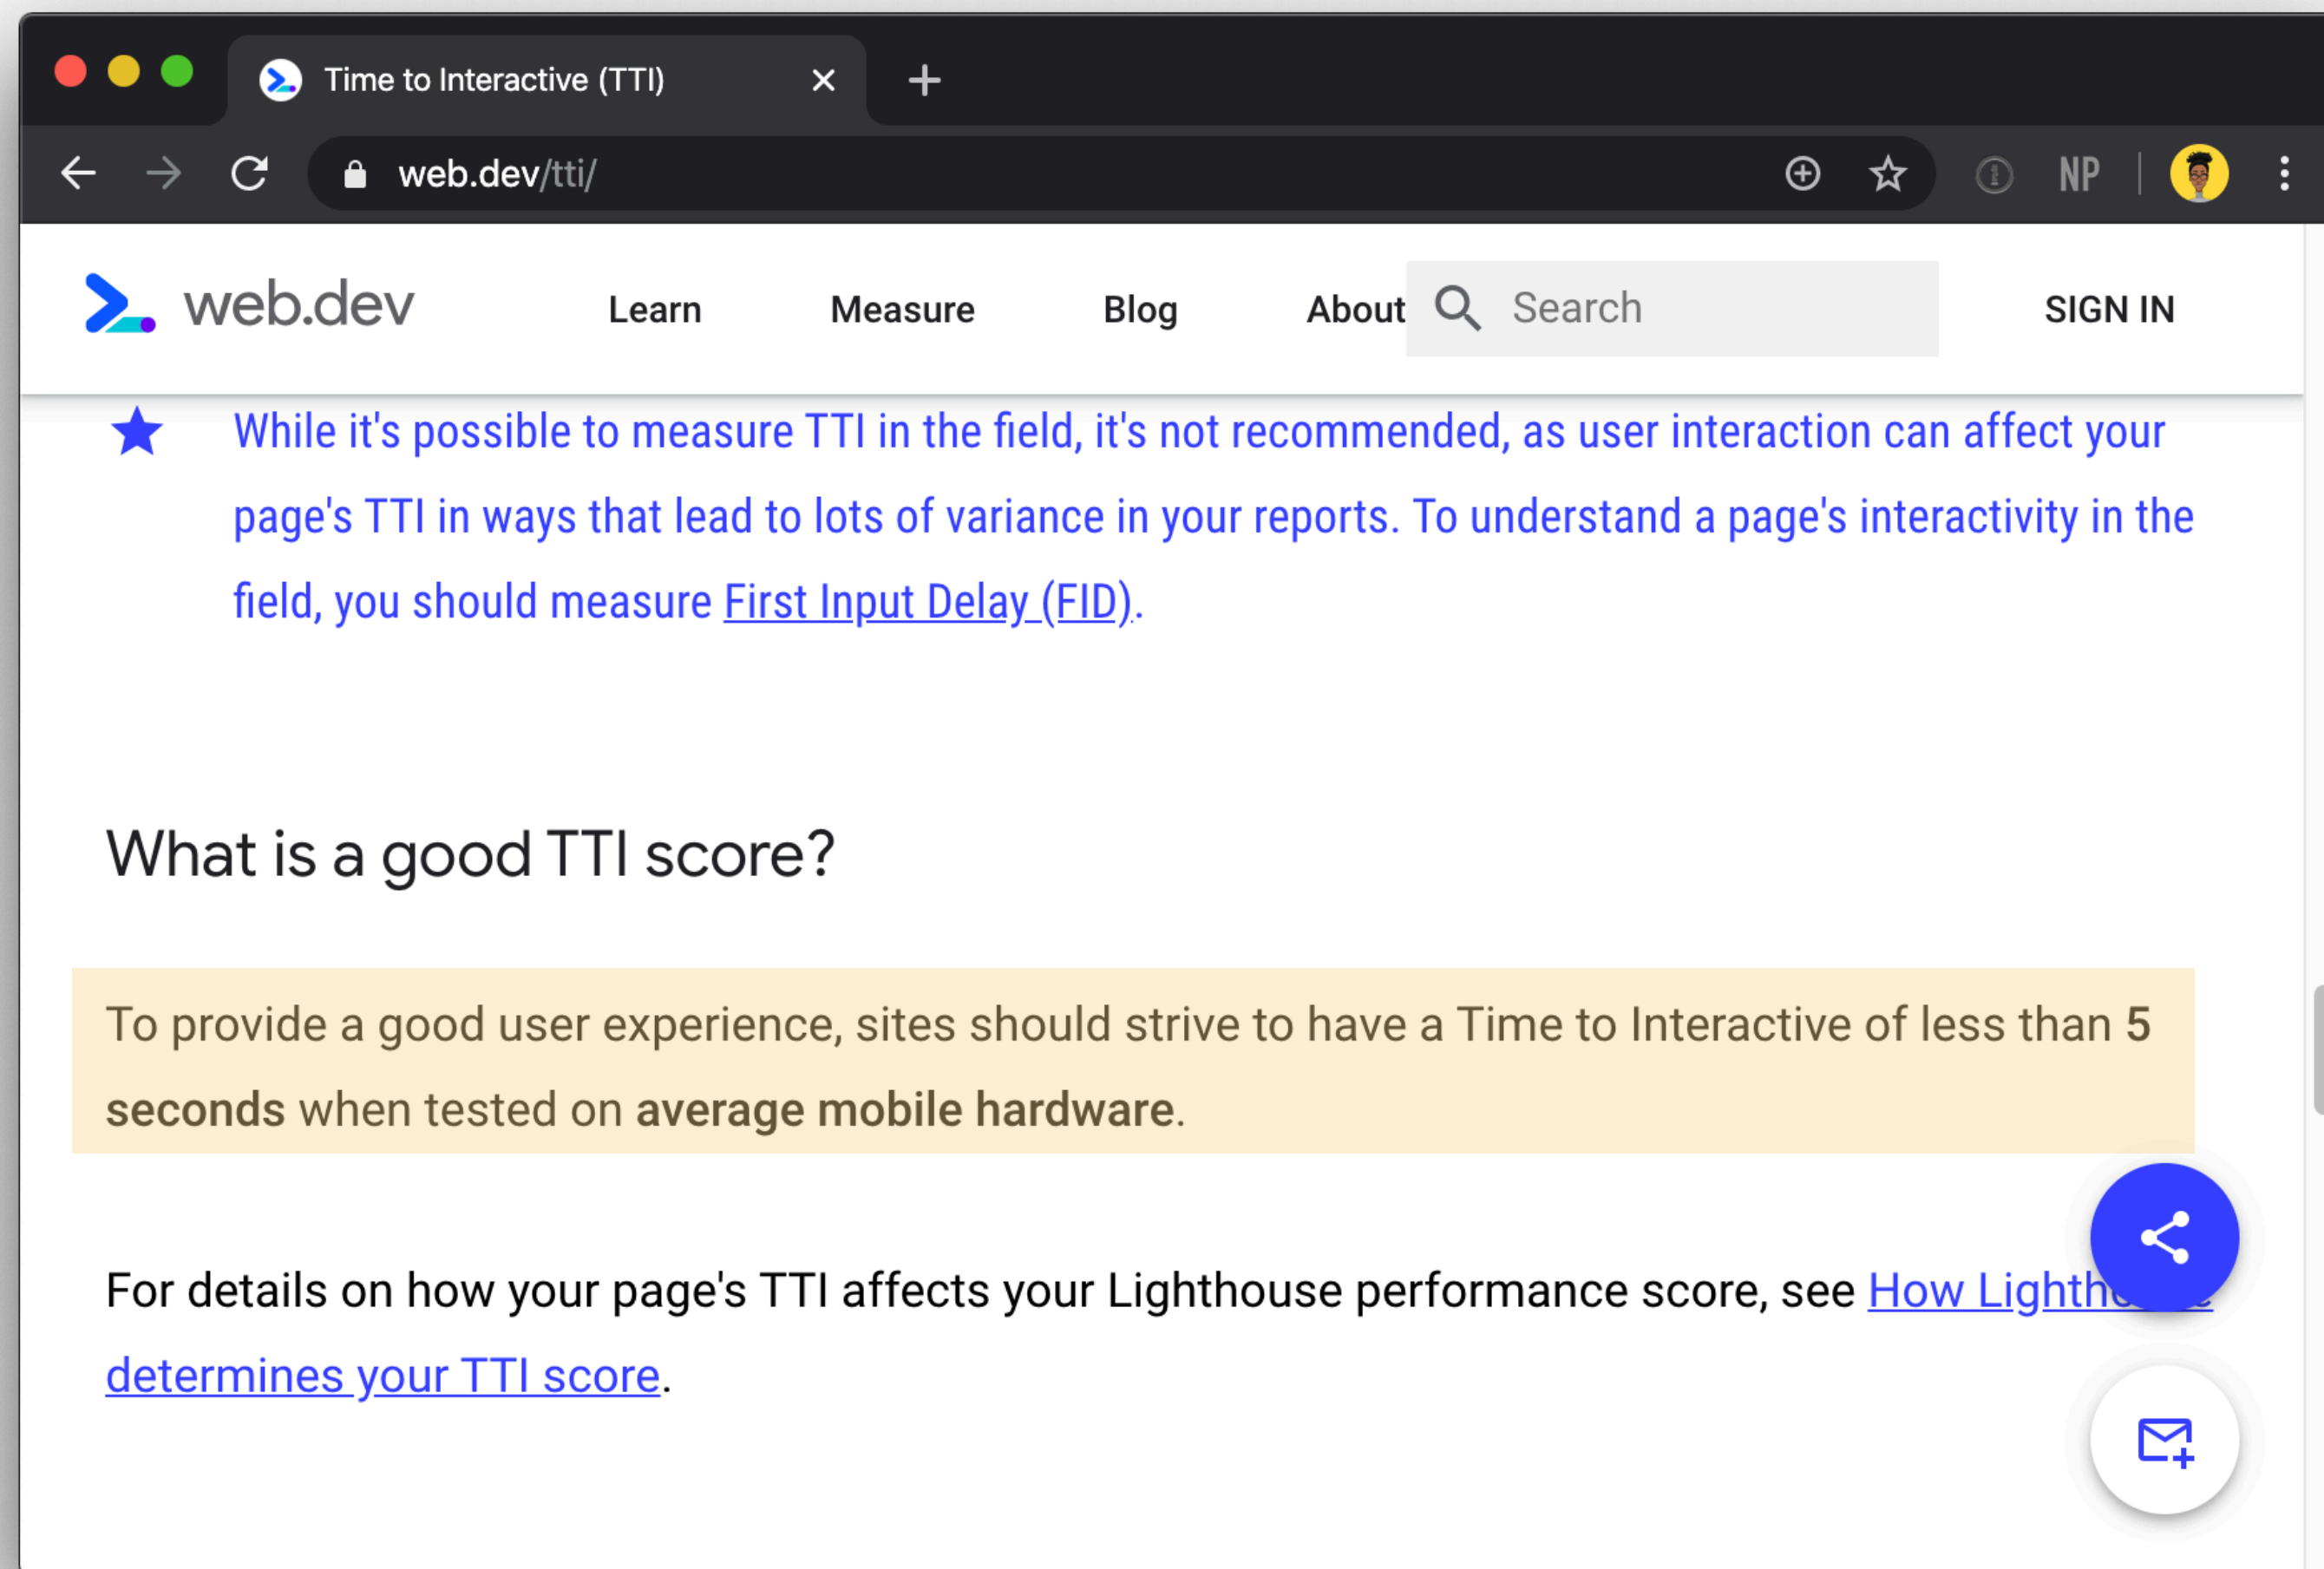 Time to Interactive (TTI)
web.dev/tti/
NP
web.dev
Learn
Measure
Blog
About
Search
SIGN IN
While it's possible to measure TTI in the field, it's not recommended, as user interaction can affect your
page's TTI in ways that lead to lots of variance in your reports. To understand a page's interactivity in the
field, you should measure First Input Delay (FID).
What is a good TTI score?
To provide a good user experience, sites should strive to have a Time to Interactive of less than 5
seconds when tested on average mobile hardware.
For details on how your page's TTI affects your Lighthouse performance score, see How
determines your TTI score.